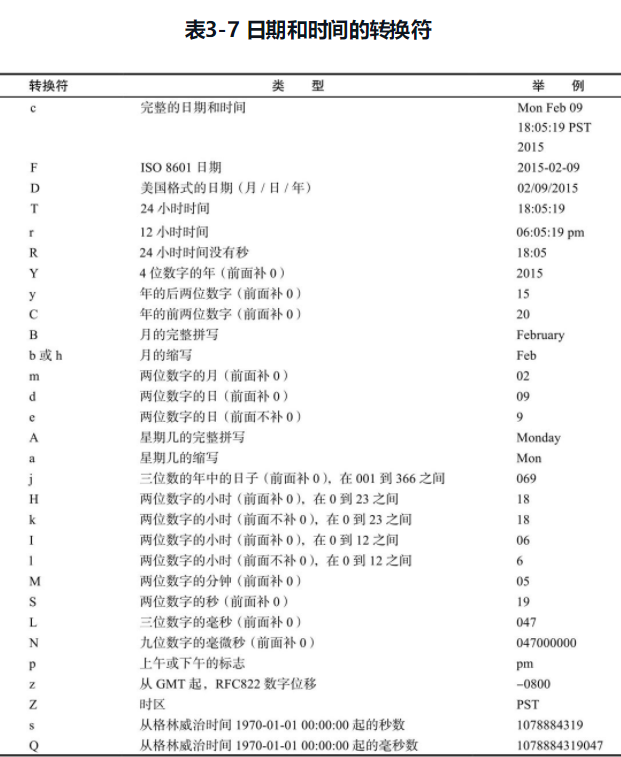 表3-7 日期和时间的转换符
转换符 类 型 举 例
c 完整的日期和时间 Mon Feb 09
18:05:19 PST
2015
F ISO 8601 日期 2015-02-09
D 美国格式的日期（月 / 日 / 年） 02/09/2015
T 24 小时时间 18:05:19
r 12 小时时间 06:05:19 pm
R 24 小时时间没有秒 18:05
Y 4 位数字的年（前面补 0） 2015
y 年的后两位数字（前面补 0） 15
C 年的前两位数字（前面补 0） 20
B 月的完整拼写 February
b 或 h 月的缩写 Feb
m 两位数字的月（前面补 0） 02
d 两位数字的日（前面补 0） 09
e 两位数字的日（前面不补 0） 9
A 星期几的完整拼写 Monday
a 星期几的缩写 Mon
j 三位数的年中的日子（前面补 0），在 001 到 366 之间 069
H 两位数字的小时（前面补 0），在 0 到 23 之间 18
k 两位数字的小时（前面不补 0），在 0 到 23 之间 18
I 两位数字的小时（前面补 0），在 0 到 12 之间 06
l 两位数字的小时（前面不补 0），在 0 到 12 之间 6
M 两位数字的分钟（前面补 0） 05
S 两位数字的秒（前面补 0） 19
L 三位数字的毫秒（前面补 0） 047
N 九位数字的毫微秒（前面补 0） 047000000
p 上午或下午的标志 pm
z 从 GMT 起，RFC822 数字位移 −0800
Z 时区 PST
s 从格林威治时间 1970-01-01 00:00:00 起的秒数 1078884319
Q 从格林威治时间 1970-01-01 00:00:00 起的毫秒数 1078884319047